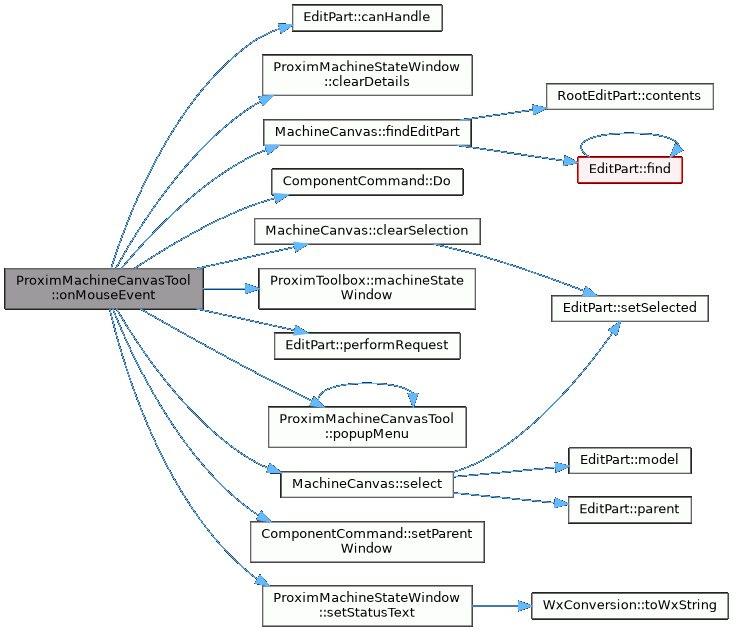 EditPart::canHandle
ProximMachineStateWindow
::clearDetails
RootEditPart::contents
MachineCanvas::findEditPart
EditPart::find
ComponentCommand::Do
MachineCanvas::clearSelection
ProximMachineCanvasTool
::onMouseEvent
ProximToolbox::machineState
Window
EditPart::setSelected
EditPart::performRequest
ProximMachineCanvasTool
::popupMenu
EditPart::model
MachineCanvas::select
EditPart::parent
ComponentCommand::setParent
Window
ProximMachineStateWindow
::setStatusText
WxConversion::toWxString